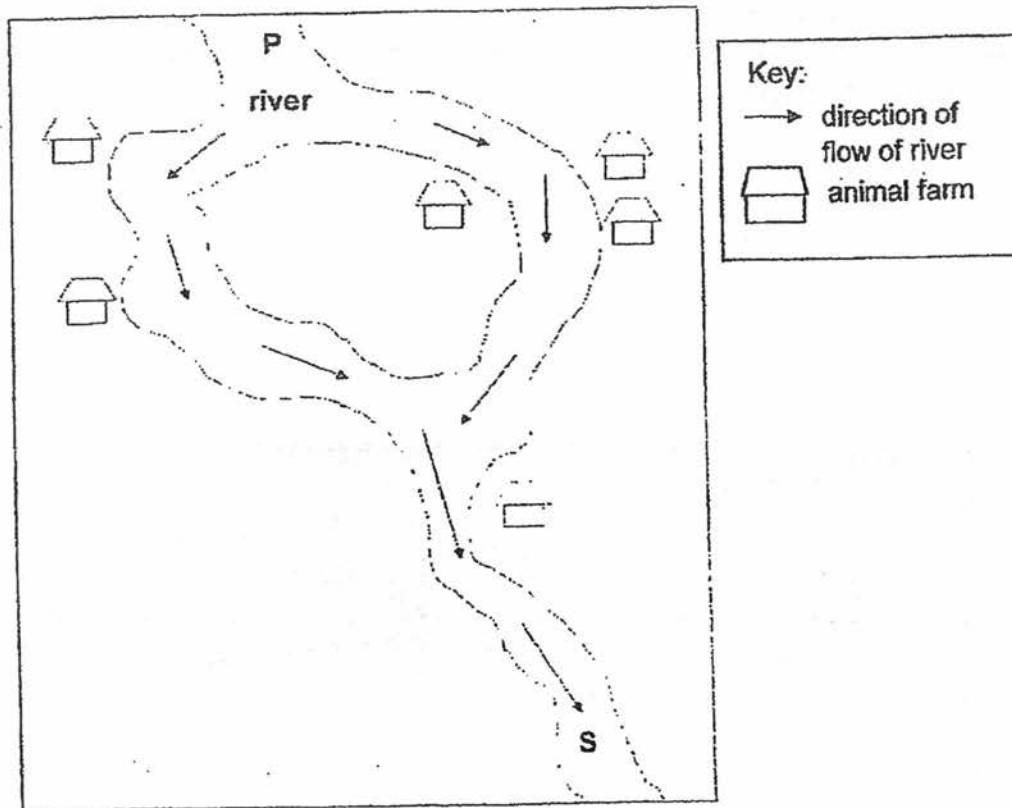 P
river
S
Key:
direction of
flow of river
animal farm